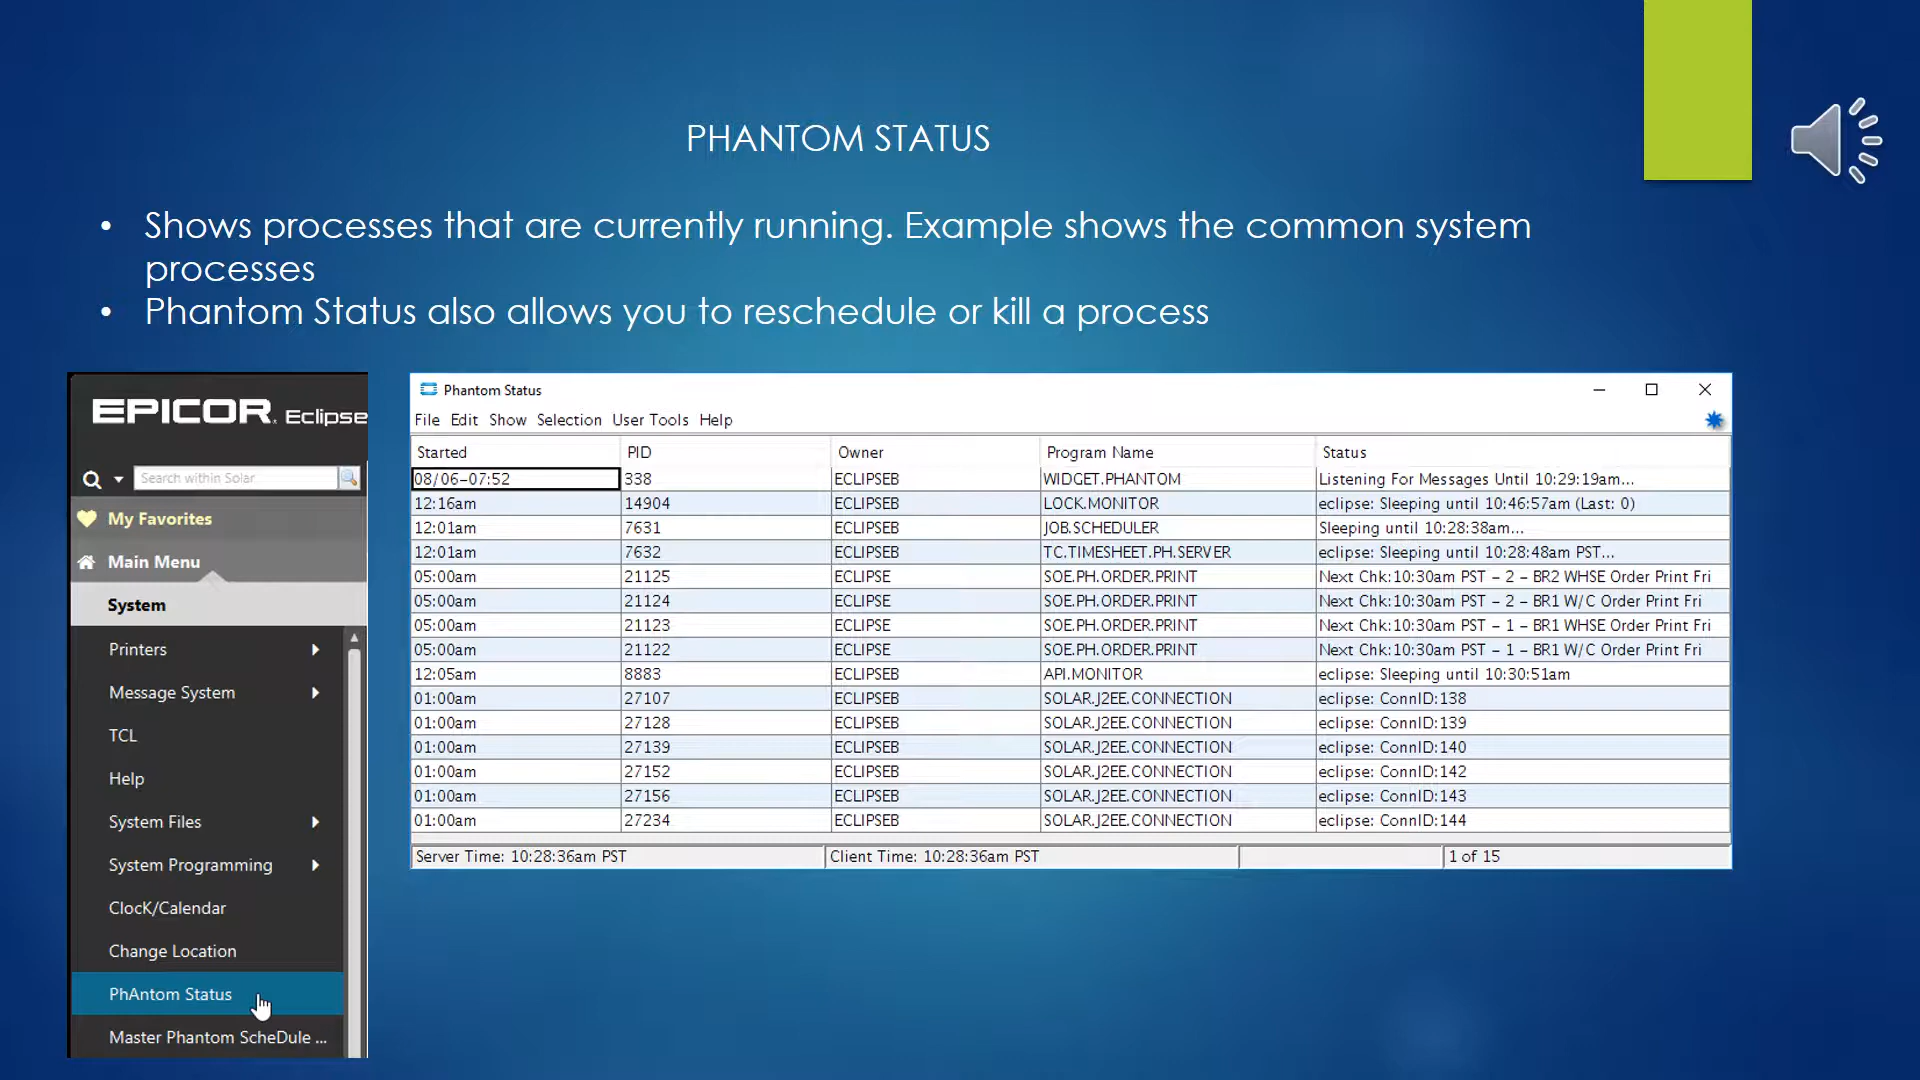 PHANTOM STATUS
• Shows processes that are currently running. Example shows the common system
processes
• Phantom Status also allows you to reschedule or kill a process
EPICOR. Eclipse
Search within Solar
My Favorites
Main Menu
System
Printers
Message System
TCL
Help
System Files
System Programming
ClocK/Calendar
Change Location
PhAntom Status
Master Phantom ScheDule ...
Phantom Status
File Edit Show Selection User Tools Help
Started PID Owner Program Name Status
08/06-07:52 338 ECLIPSEB WIDGET.PHANTOM Listening For Messages Until 10:29:19am...
12:16am 14904 ECLIPSEB LOCK.MONITOR eclipse: Sleeping until 10:46:57am (Last: 0)
12:01am 7631 ECLIPSEB JOB.SCHEDULER Sleeping until 10:28:38am...
12:01am 7632 ECLIPSEB TC.TIMESHEET.PH.SERVER eclipse: Sleeping until 10:28:48am PST...
05:00am 21125 ECLIPSE SOE.PH.ORDER.PRINT Next Chk:10:30am PST - 2 - BR2 WHSE Order Print Fri
05:00am 21124 ECLIPSE SOE.PH.ORDER.PRINT Next Chk:10:30am PST - 2 - BR1 W/C Order Print Fri
05:00am 21123 ECLIPSE SOE.PH.ORDER.PRINT Next Chk:10:30am PST - 1 - BR1 WHSE Order Print Fri
05:00am 21122 ECLIPSE SOE.PH.ORDER.PRINT Next Chk:10:30am PST - 1 - BR1 W/C Order Print Fri
12:05am 8883 ECLIPSEB API.MONITOR eclipse: Sleeping until 10:30:51am
01:00am 27107 ECLIPSEB SOLAR.J2EE.CONNECTION eclipse: ConnID:138
01:00am 27128 ECLIPSEB SOLAR.J2EE.CONNECTION eclipse: ConnID:139
01:00am 27139 ECLIPSEB SOLAR.J2EE.CONNECTION eclipse: ConnID:140
01:00am 27152 ECLIPSEB SOLAR.J2EE.CONNECTION eclipse: ConnID:142
01:00am 27156 ECLIPSEB SOLAR.J2EE.CONNECTION eclipse: ConnID:143
01:00am 27234 ECLIPSEB SOLAR.J2EE.CONNECTION eclipse: ConnID:144
Server Time: 10:28:36am PST Client Time: 10:28:36am PST 1 of 15